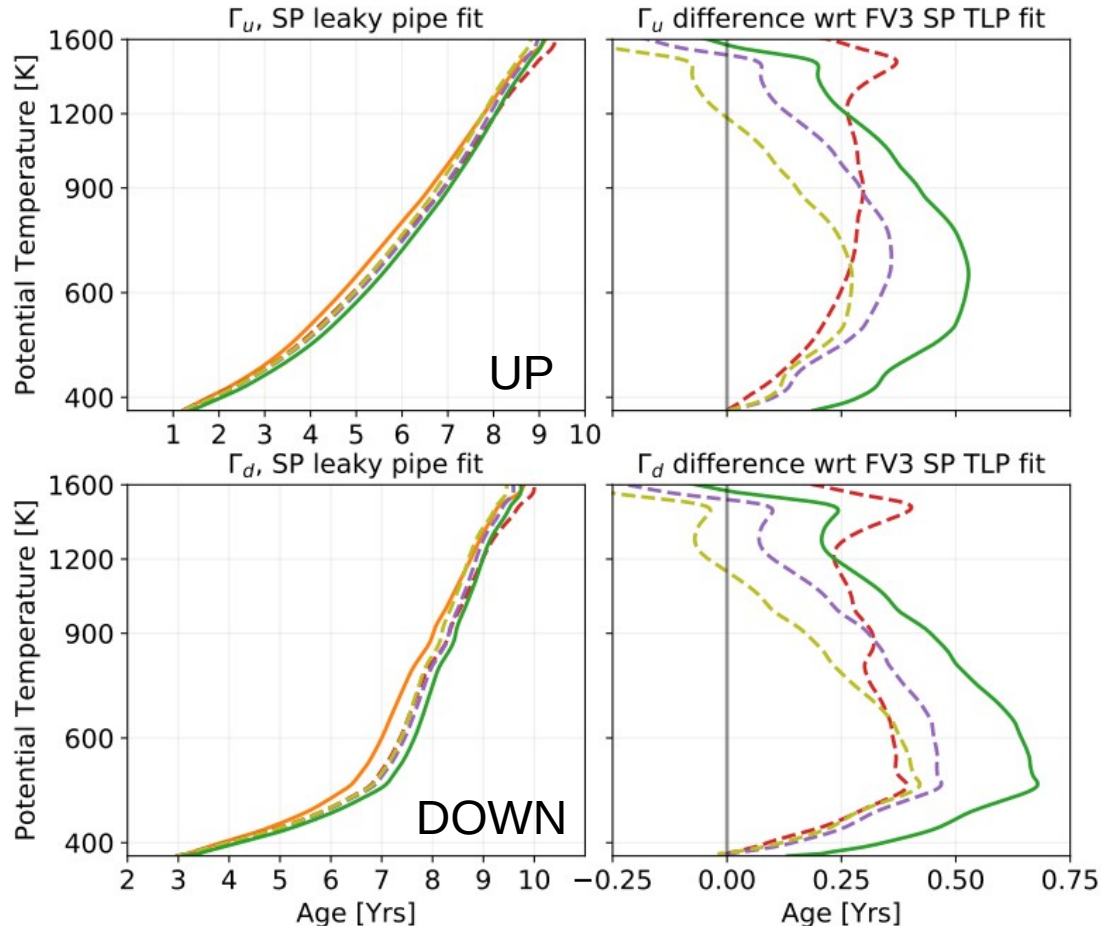 Γu, SP leaky pipe fit
Γu difference wrt FV3 SP TLP fit
Potential Temperature [K]
1600
1200
900
600
400
UP
1 2 3 4 5 6 7 8 9 10
Γd, SP leaky pipe fit
Γd difference wrt FV3 SP TLP fit
Potential Temperature [K]
1600
1200
900
600
400
DOWN
2 3 4 5 6 7 8 9 10
−0.25 0.00 0.25 0.50 0.75
Age [Yrs]
Age [Yrs]